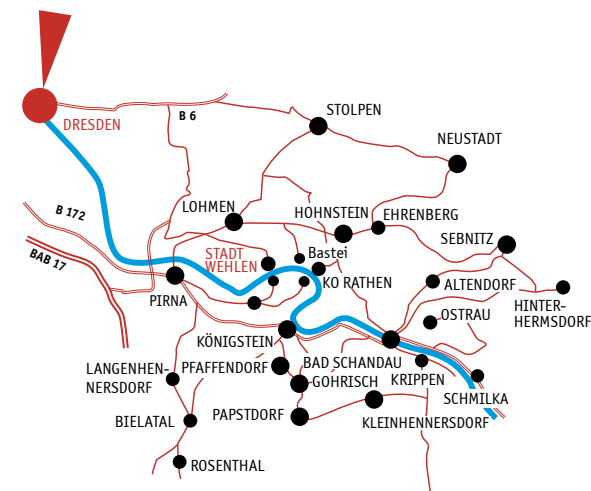 DRESDEN
B 6
STOLPEN
NEUSTADT
B 172
LOHMEN
HOHNSTEIN
EHRENBERG
SEBNITZ
BAB 17
STADT
WEHLEN
Bastei
KO RATHEN
PIRNA
ALTENDORF
HINTER-
HERMSDORF
OSTRAU
KÖNIGSTEIN
BAD SCHANDAU
LANGENHEN-
NERSDORF
PFAFFENDORF
GOHRISCH
KRIPPEN
SCHMILKA
BIELATAL
PAPSTDORF
KLEINHENNERSDORF
ROSENTHAL